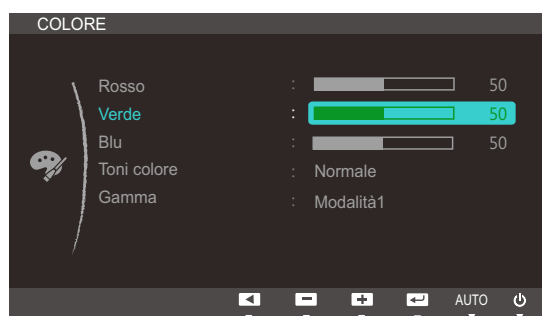 COLORE
Rosso : 50
Verde : 50
Blu : 50
Toni colore : Normale
Gamma : Modalità1
AUTO